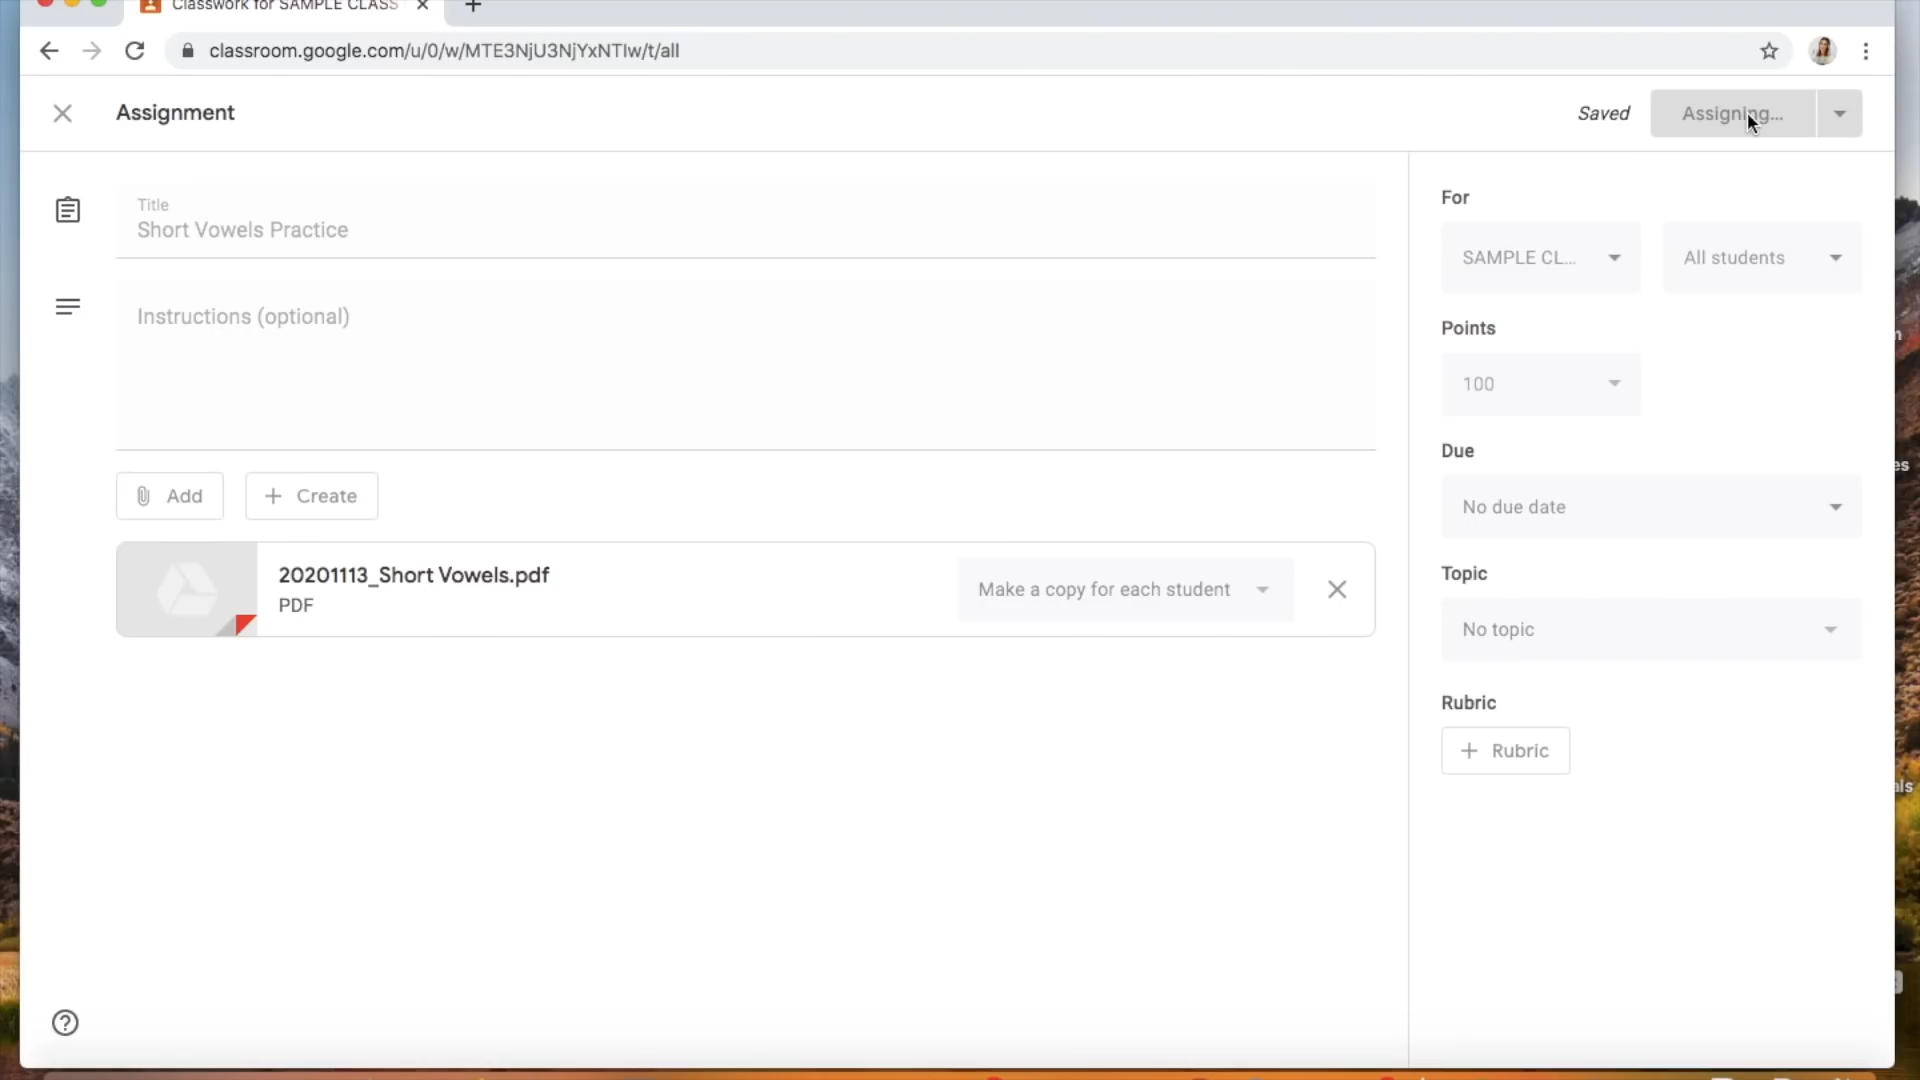 Classwork for SAMPLE CLASS
classroom.google.com/u/0/w/MTE3NjU3NjYxNTIw/t/all
Assignment
Saved
Assigning...
Title
Short Vowels Practice
Instructions (optional)
Add
Create
20201113_Short Vowels.pdf
PDF
Make a copy for each student
For
SAMPLE CL...
All students
Points
100
Due
No due date
Topic
No topic
Rubric
Rubric